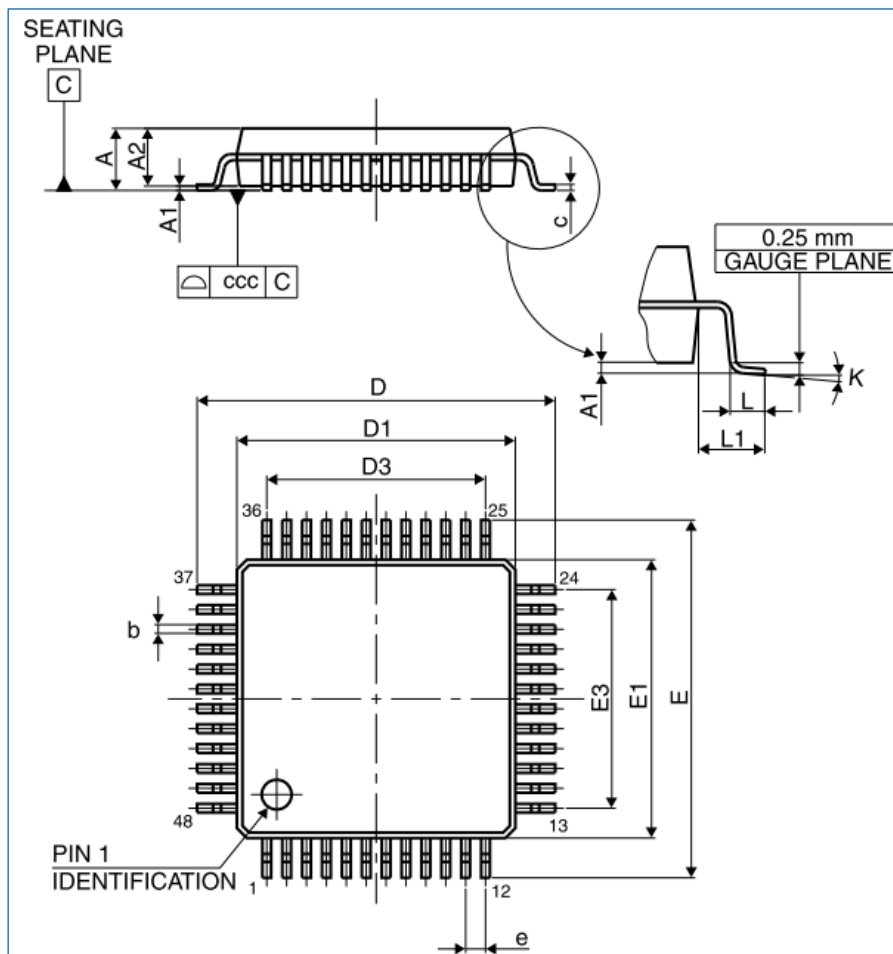 SEATING
PLANE
C
A
A2
A1
c
ccc C
0.25 mm
GAUGE PLANE
A1
L
L1
K
D
D1
D3
36
25
37
24
b
E3
E1
E
48
13
PIN 1
IDENTIFICATION
1
12
e